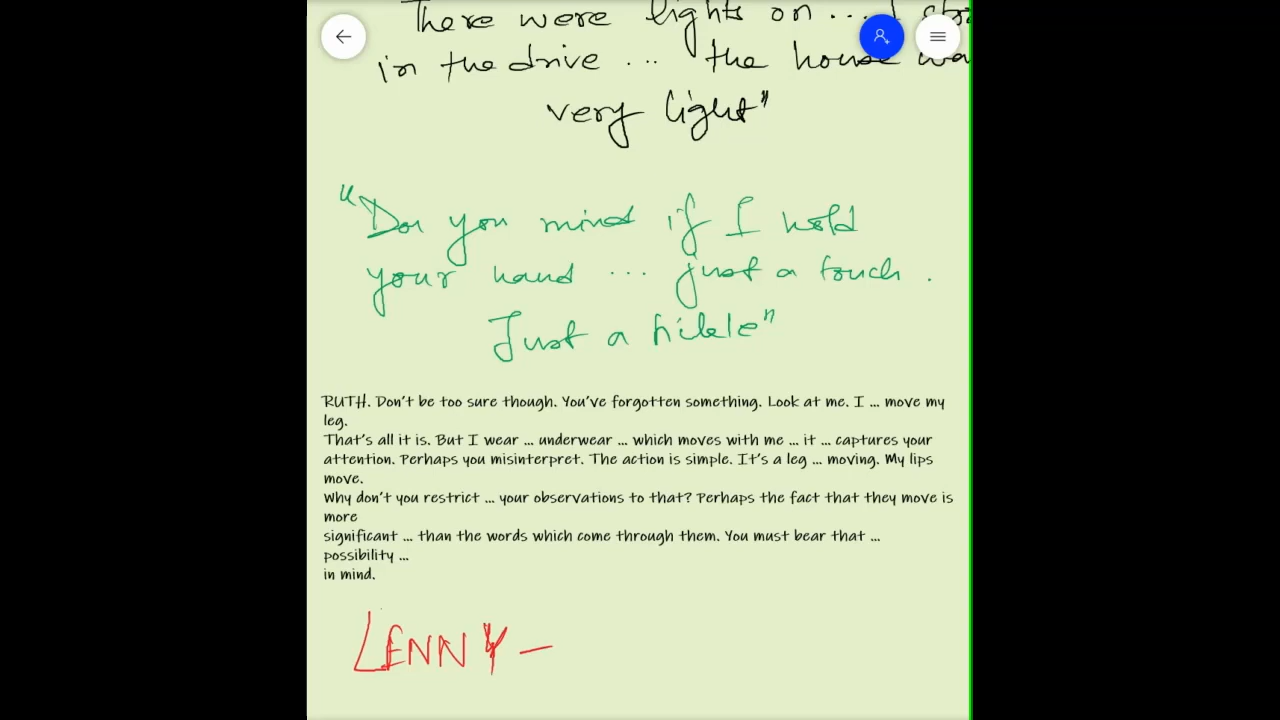 There were lights on ... I sto
in the drive ... the house wa
very light"
"Do you mind if I hold
your hand ... just a touch.
Just a tickle"
RUTH. Don't be too sure though. You've forgotten something. Look at me. I ... move my
leg.
That's all it is. But I wear ... underwear ... which moves with me ... it ... captures your
attention. Perhaps you misinterpret. The action is simple. It's a leg ... moving. My lips
move.
Why don't you restrict ... your observations to that? Perhaps the fact that they move is
more
significant ... than the words which come through them. You must bear that ...
possibility ...
in mind.
LENNY -